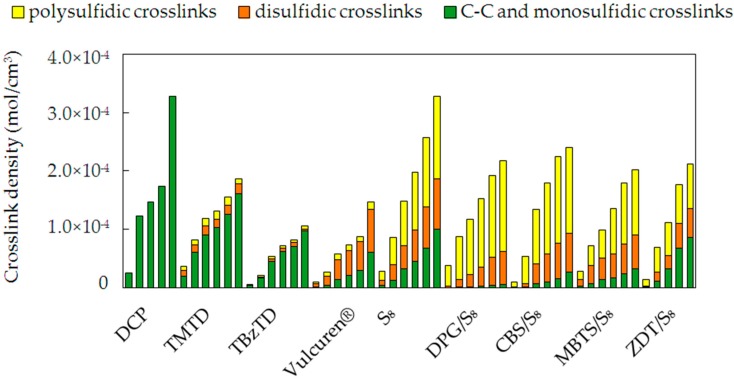 polysulfidic crosslinks disulfidic crosslinks C-C and monosulfidic crosslinks
Crosslink density (mol/cm³)
4.0×10⁻⁴
3.0×10⁻⁴
2.0×10⁻⁴
1.0×10⁻⁴
0
DCP TMTD TBzTD Vulcuren® S₈ DPG/S₈ CBS/S₈ MBTS/S₈ ZDT/S₈